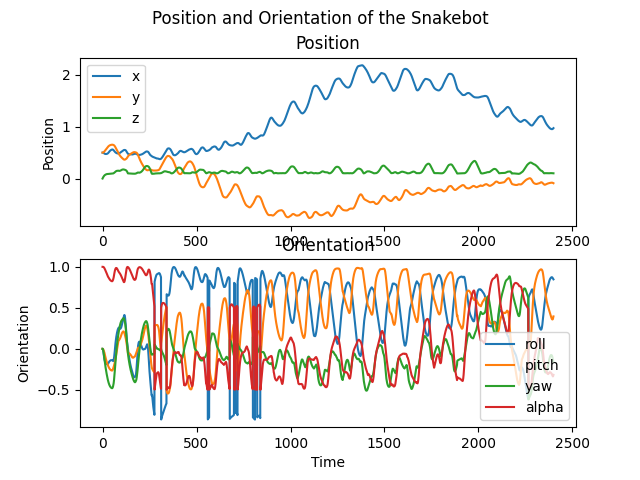 Position and Orientation of the Snakebot
Position
Position
2
1
0
x
y
z
0 500 1000 1500 2000 2500
Orientation
Orientation
1.0
0.5
0.0
−0.5
roll
pitch
yaw
alpha
0 500 1000 1500 2000 2500
Time